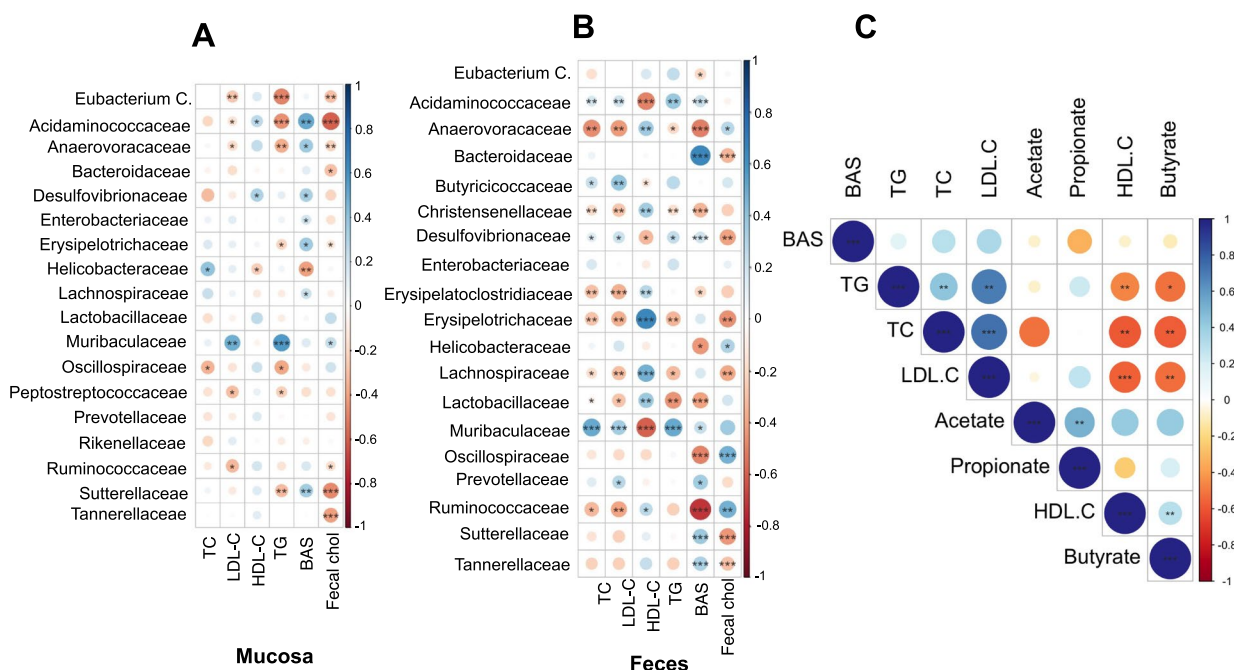 A
Eubacterium C.
Acidaminococcaceae
Anaerovoracaceae
Bacteroidaceae
Desulfovibrionaceae
Enterobacteriaceae
Erysipelotrichaceae
Helicobacteraceae
Lachnospiraceae
Lactobacillaceae
Muribaculaceae
Oscillospiraceae
Peptostreptococcaceae
Prevotellaceae
Rikenellaceae
Ruminococcaceae
Sutterellaceae
Tannerellaceae
1
0.8
0.6
0.4
0.2
0
-0.2
-0.4
-0.6
-0.8
-1
TC
LDL-C
HDL-C
TG
BAS
Fecal chol
Mucosa
B
Eubacterium C.
Acidaminococcaceae
Anaerovoracaceae
Bacteroidaceae
Butyricicoccaceae
Christensenellaceae
Desulfovibrionaceae
Enterobacteriaceae
Erysipelatoclostridiaceae
Erysipelotrichaceae
Helicobacteraceae
Lachnospiraceae
Lactobacillaceae
Muribaculaceae
Oscillospiraceae
Prevotellaceae
Ruminococcaceae
Sutterellaceae
Tannerellaceae
1
0.8
0.6
0.4
0.2
0
-0.2
-0.4
-0.6
-0.8
-1
TC
LDL-C
HDL-C
TG
BAS
Fecal chol
Feces
C
BAS
TG
TC
LDL.C
Acetate
Propionate
HDL.C
Butyrate
BAS
TG
TC
LDL.C
Acetate
Propionate
HDL.C
Butyrate
1
0.8
0.6
0.4
0.2
0
-0.2
-0.4
-0.6
-0.8
-1